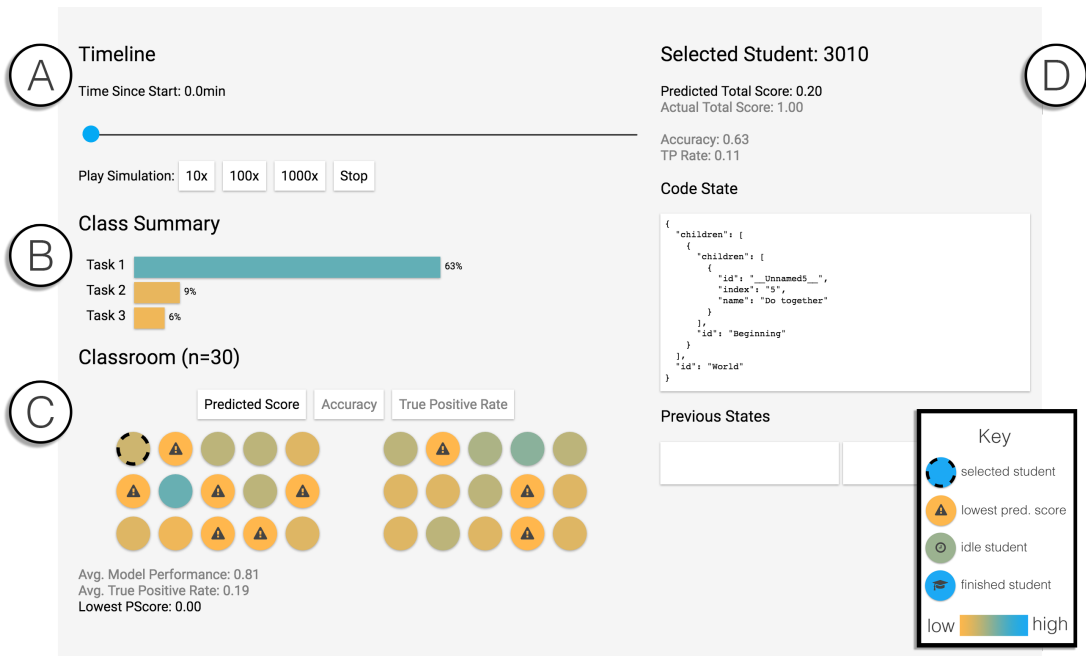 A
Timeline
Time Since Start: 0.0min
Play Simulation: 10x 100x 1000x Stop
B
Class Summary
Task 1 63%
Task 2 9%
Task 3 6%
C
Classroom (n=30)
Predicted Score Accuracy True Positive Rate
Avg. Model Performance: 0.81
Avg. True Positive Rate: 0.19
Lowest PScore: 0.00
D
Selected Student: 3010
Predicted Total Score: 0.20
Actual Total Score: 1.00
Accuracy: 0.63
TP Rate: 0.11
Code State
{
"children": [
{
"children": [
{
"id": "__Unnamed5__",
"index": "5",
"name": "Do together"
}
],
"id": "Beginning"
}
],
"id": "World"
}
Previous States
Key
selected student
lowest pred. score
idle student
finished student
low high